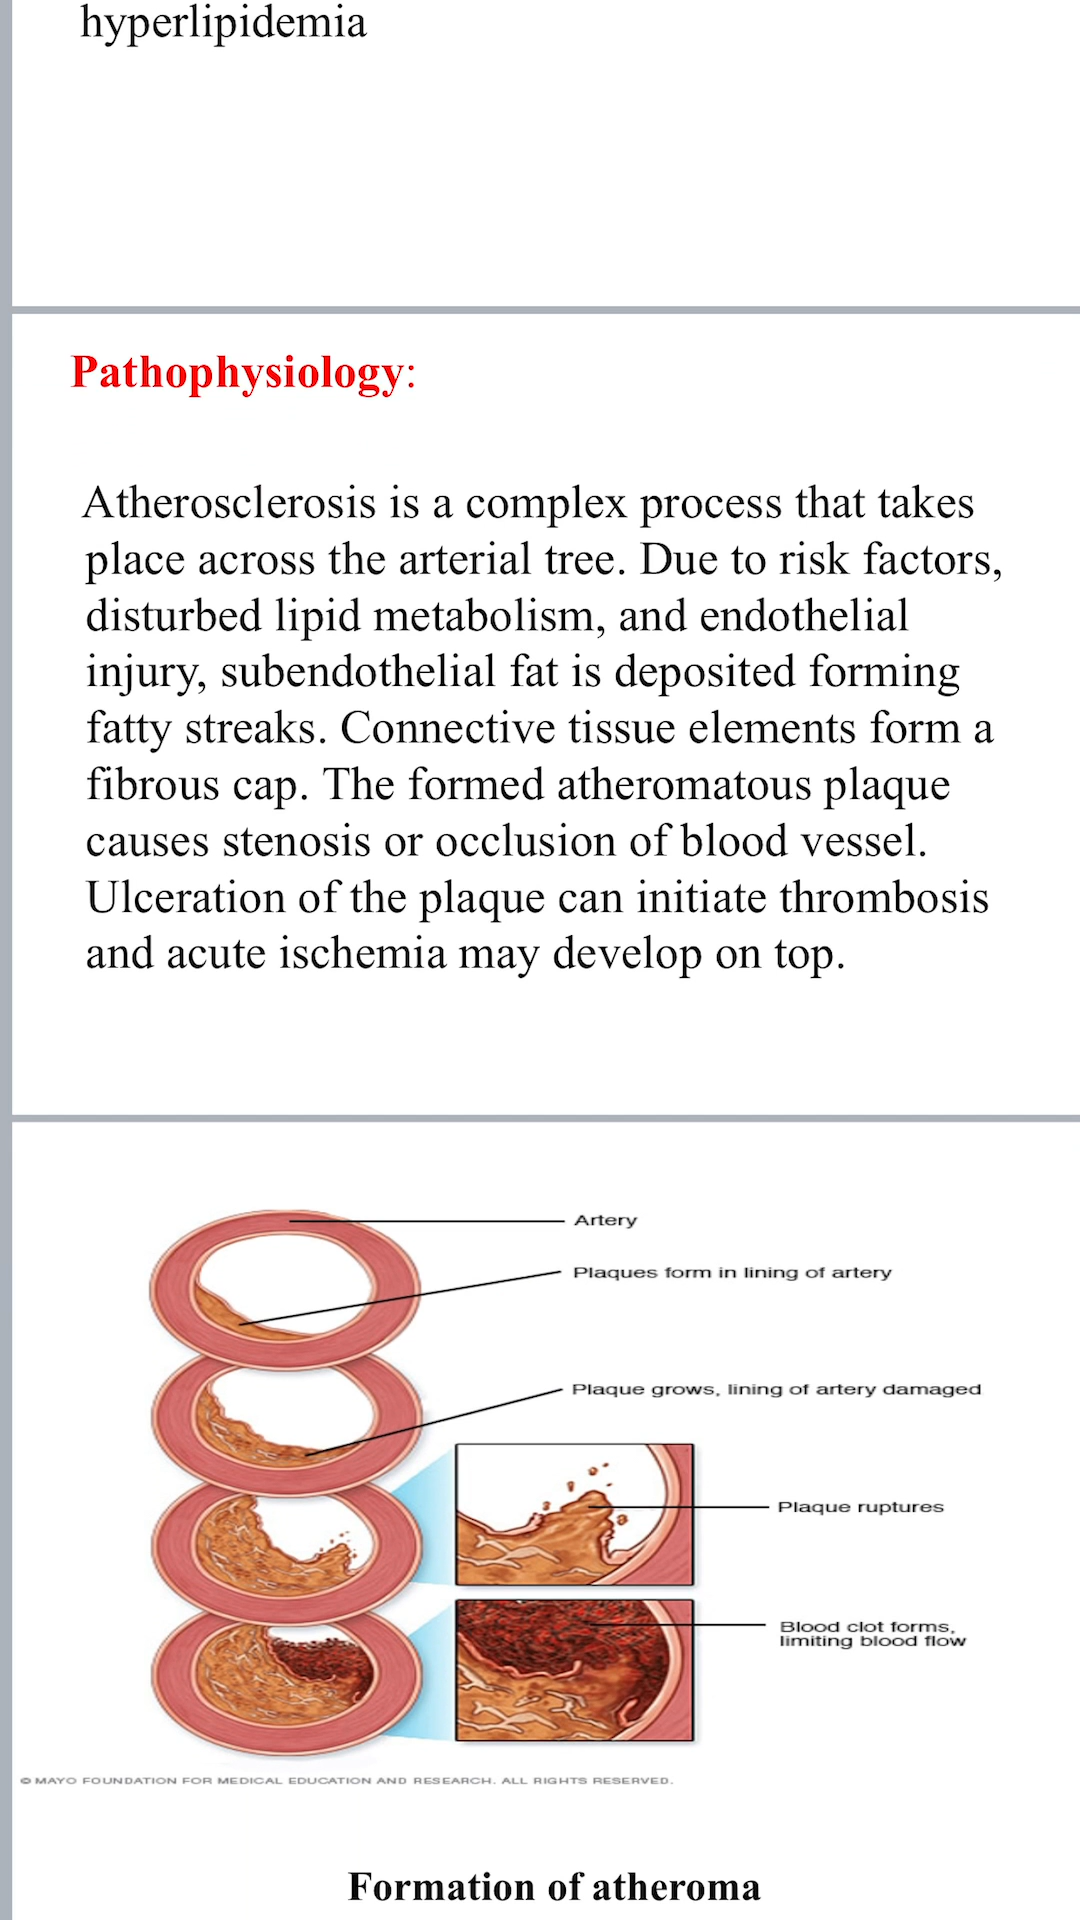 hyperlipidemia
Pathophysiology:
Atherosclerosis is a complex process that takes
place across the arterial tree. Due to risk factors,
disturbed lipid metabolism, and endothelial
injury, subendothelial fat is deposited forming
fatty streaks. Connective tissue elements form a
fibrous cap. The formed atheromatous plaque
causes stenosis or occlusion of blood vessel.
Ulceration of the plaque can initiate thrombosis
and acute ischemia may develop on top.
Artery
Plaques form in lining of artery
Plaque grows, lining of artery damaged
Plaque ruptures
Blood clot forms,
limiting blood flow
© MAYO FOUNDATION FOR MEDICAL EDUCATION AND RESEARCH. ALL RIGHTS RESERVED.
Formation of atheroma